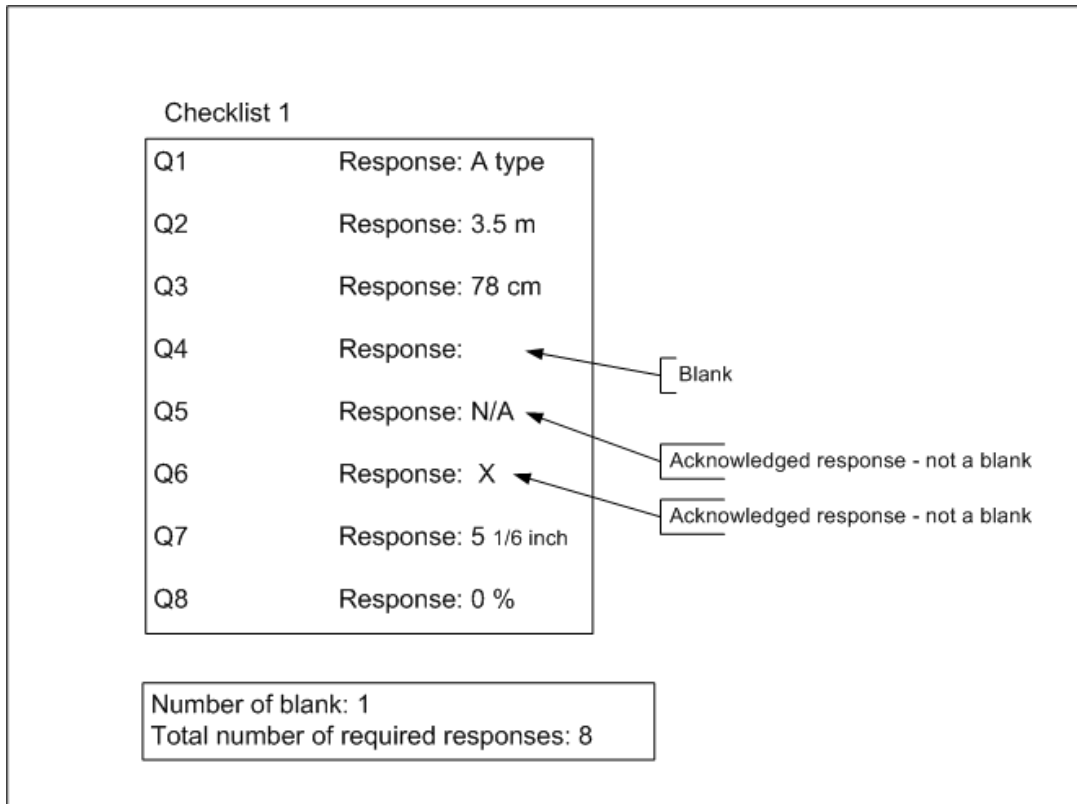 Checklist 1
Q1 Response: A type
Q2 Response: 3.5 m
Q3 Response: 78 cm
Q4 Response:
Blank
Q5 Response: N/A
Acknowledged response - not a blank
Q6 Response: X
Acknowledged response - not a blank
Q7 Response: 5 1/6 inch
Q8 Response: 0 %
Number of blank: 1
Total number of required responses: 8